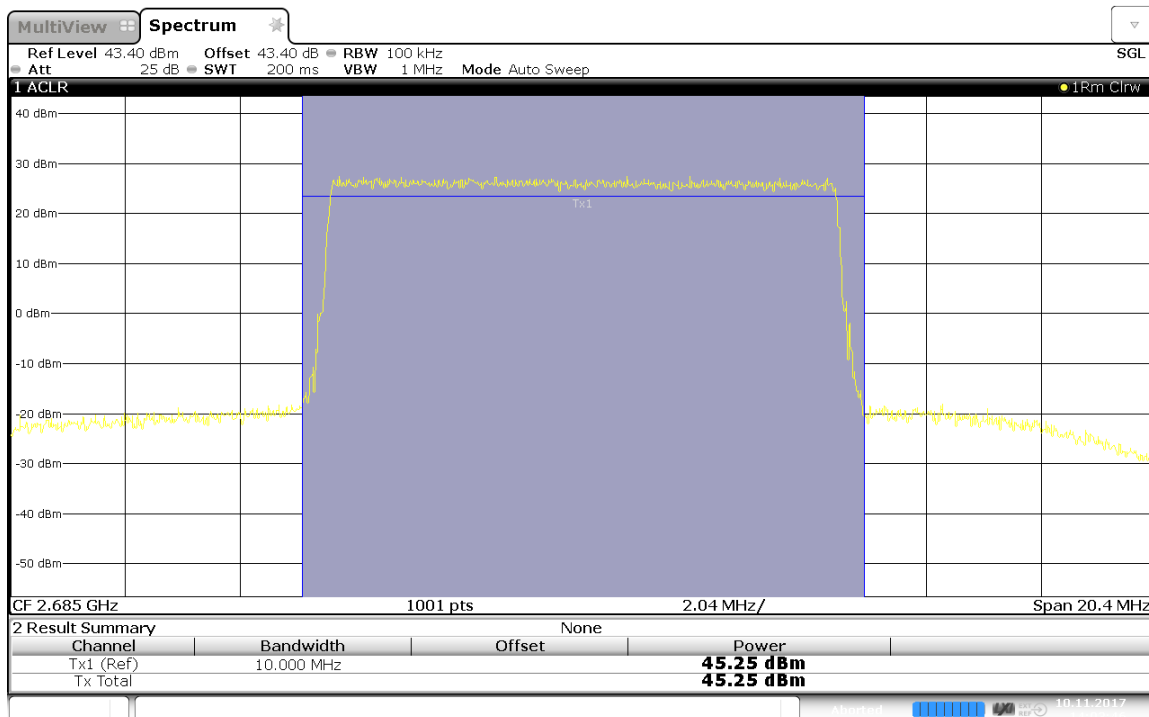 MultiView Spectrum
Ref Level 43.40 dBm Offset 43.40 dB RBW 100 kHz SGL
Att 25 dB SWT 200 ms VBW 1 MHz Mode Auto Sweep
1 ACLR 1Rm Clrw
40 dBm
30 dBm
Tx1
20 dBm
10 dBm
0 dBm
-10 dBm
-20 dBm
-30 dBm
-40 dBm
-50 dBm
CF 2.685 GHz 1001 pts 2.04 MHz/ Span 20.4 MHz
2 Result Summary None
Channel Bandwidth Offset Power
Tx1 (Ref) 10.000 MHz 45.25 dBm
Tx Total 45.25 dBm
Aborted LXI EXT REF 10.11.2017